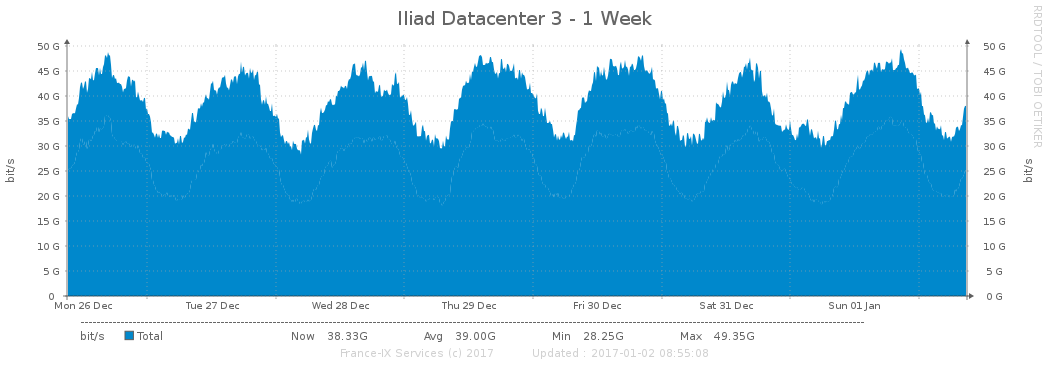 Iliad Datacenter 3 - 1 Week
RRDTOOL / TOBI OETIKER
50 G 50 G
45 G 45 G
40 G 40 G
35 G 35 G
30 G 30 G
25 G 25 G
20 G 20 G
15 G 15 G
10 G 10 G
5 G 5 G
0 0 G
bit/s bit/s
Mon 26 Dec Tue 27 Dec Wed 28 Dec Thu 29 Dec Fri 30 Dec Sat 31 Dec Sun 01 Jan
bit/s Total Now 38.33G Avg 39.00G Min 28.25G Max 49.35G
France-IX Services (c) 2017 Updated : 2017-01-02 08:55:08